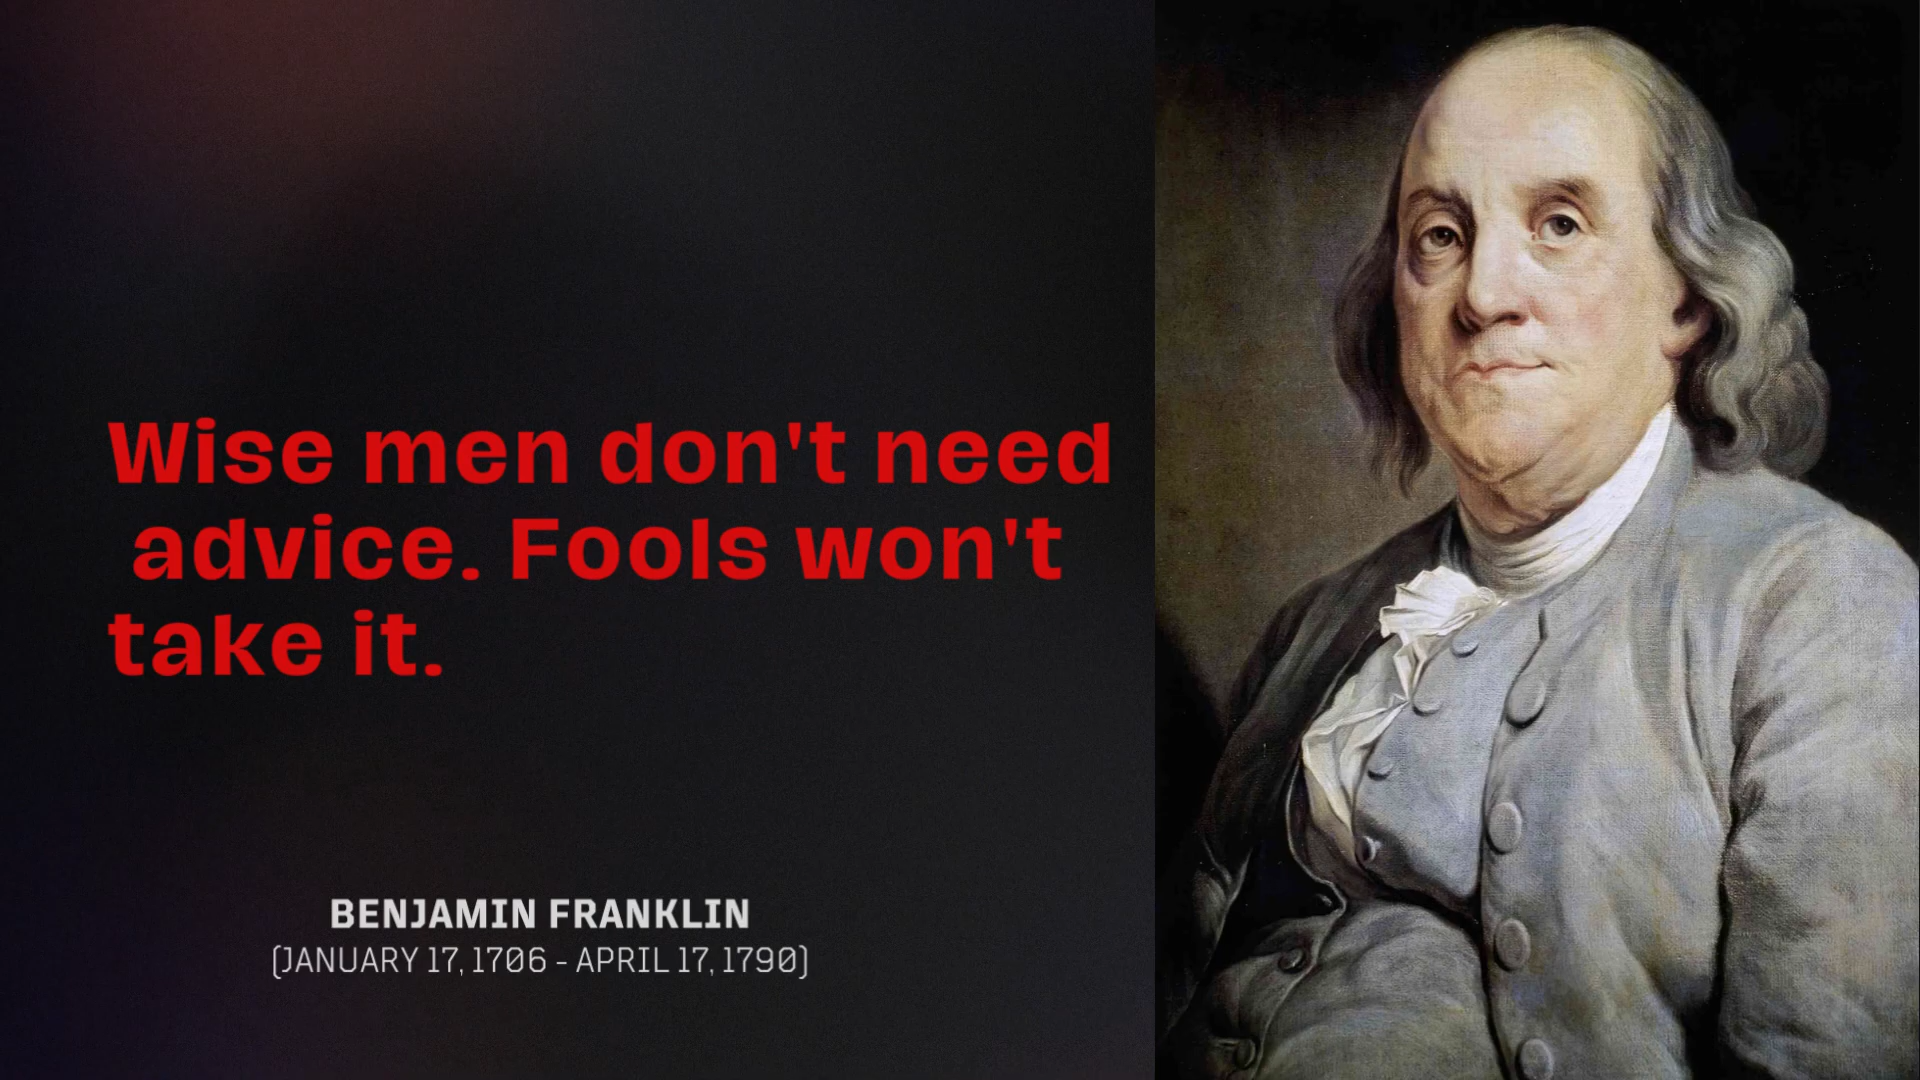 Wise men don't need
advice. Fools won't
take it.
BENJAMIN FRANKLIN
(JANUARY 17, 1706 - APRIL 17, 1790)